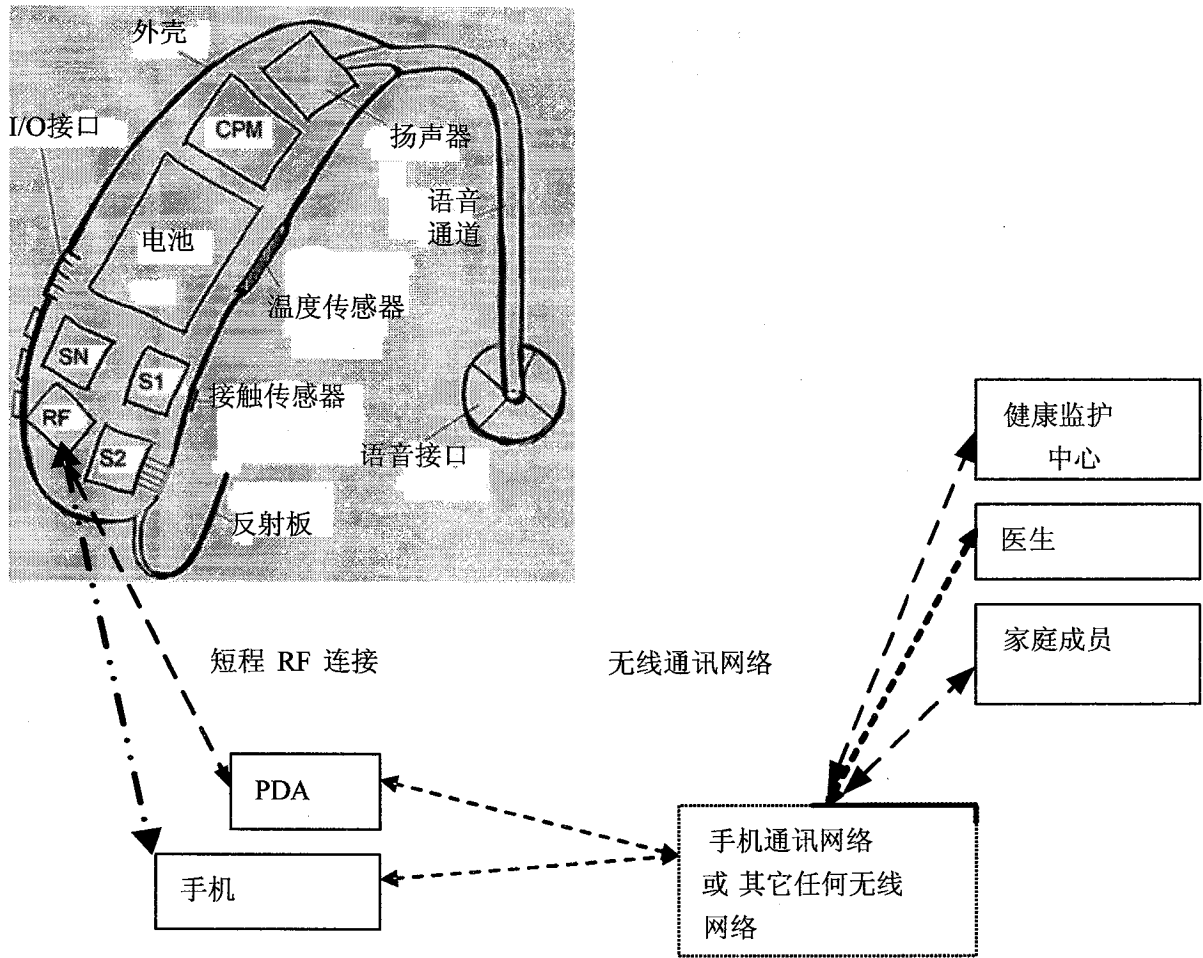 外壳
I/O接口
CPM
扬声器
语音
通道
电池
温度传感器
SN
S1
接触传感器
RF
S2
语音接口
反射板
健康监护
中心
医生
家庭成员
短程 RF 连接
无线通讯网络
PDA
手机
手机通讯网络
或 其它任何无线
网络